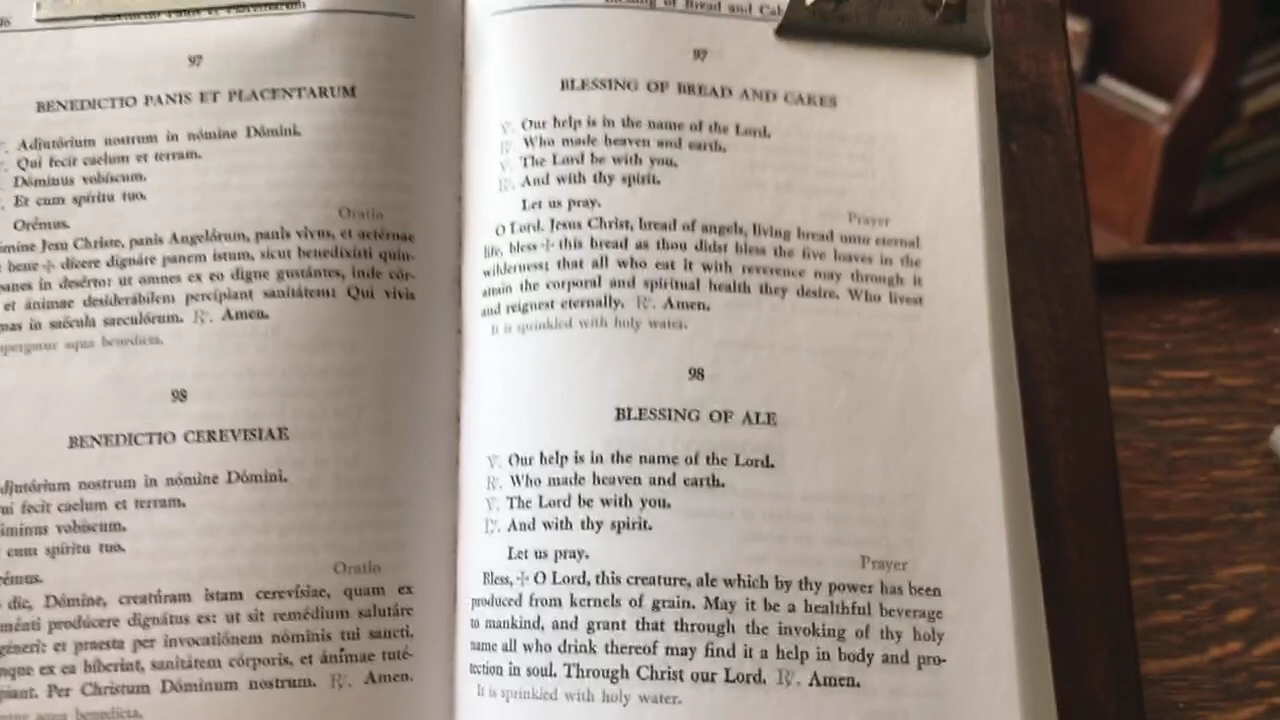 97
BENEDICTIO PANIS ET PLACENTARUM
Adjutórium nostrum in nómine Dómini.
Qui fecit caelum et terram.
Dóminus vobíscum.
Et cum spíritu tuo.
Orémus.
Oratio
Jesu Christe, panis Angelórum, panis vivus, et aetérnae
bene ✠ dícere dignáre panem istum, sicut benedixísti quin-
panes in desérto: ut omnes ex eo digne gustántes, inde cór-
et ánimae desiderábilem percípiant sanitátem: Qui vivis
in saécula saeculórum. ℟. Amen.
aqua benedicta.
98
BENEDICTIO CEREVISIAE
nostrum in nómine Dómini.
fecit caelum et terram.
vobíscum.
cum spíritu tuo.
Oratio
Dómine, creatúram istam cerevísiae, quam ex
prodúcere dignátus es: ut sit remédium salutáre
et praesta per invocatiónem nóminis tui sancti,
ex ea bíberint, sanitátem córporis, et ánimae tuté-
Per Christum Dóminum nostrum. ℟. Amen.
aqua benedicta.
Bread and
97
BLESSING OF BREAD AND CAKES
℣. Our help is in the name of the Lord.
℟. Who made heaven and earth.
℣. The Lord be with you.
℟. And with thy spirit.
Let us pray.
Prayer
O Lord, Jesus Christ, bread of angels, living bread unto eternal
life, bless ✠ this bread as thou didst bless the five loaves in the
wilderness; that all who eat it with reverence may through it
attain the corporal and spiritual health they desire. Who livest
and reignest eternally. ℟. Amen.
It is sprinkled with holy water.
98
BLESSING OF ALE
℣. Our help is in the name of the Lord.
℟. Who made heaven and earth.
℣. The Lord be with you.
℟. And with thy spirit.
Let us pray.
Prayer
Bless, ✠ O Lord, this creature, ale which by thy power has been
produced from kernels of grain. May it be a healthful beverage
to mankind, and grant that through the invoking of thy holy
name all who drink thereof may find it a help in body and pro-
tection in soul. Through Christ our Lord. ℟. Amen.
It is sprinkled with holy water.